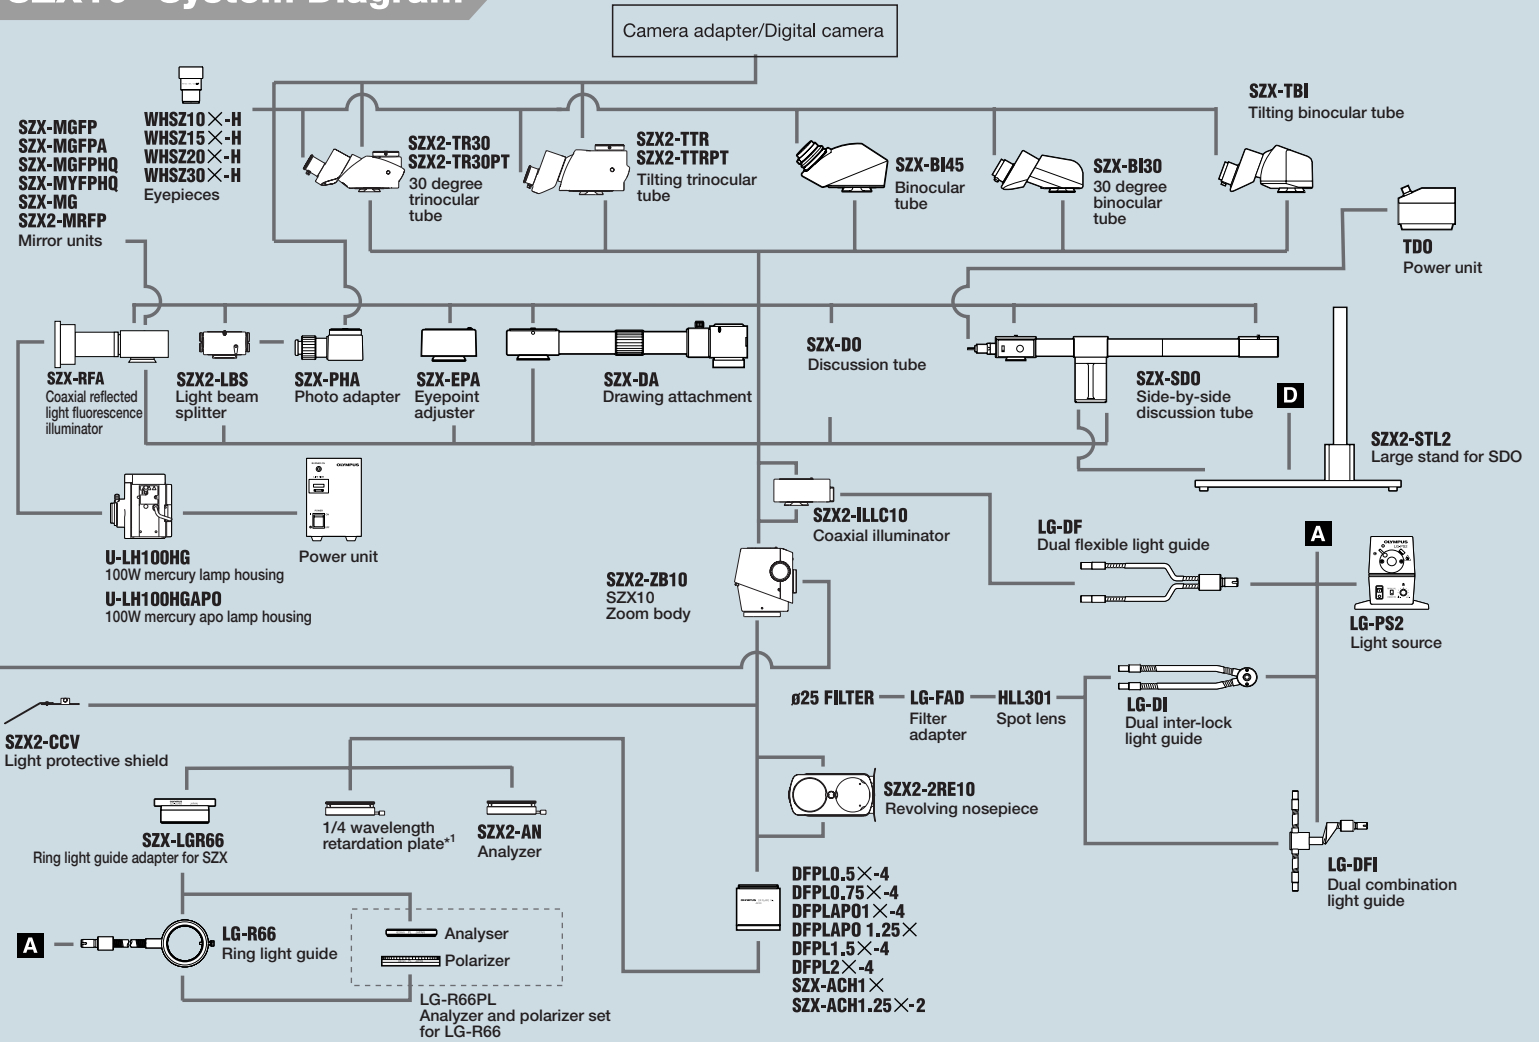 SZX10 System Diagram
Camera adapter/Digital camera
SZX-MGFP
SZX-MGFPA
SZX-MGFPHQ
SZX-MYFPHQ
SZX-MG
SZX2-MRFP
Mirror units
WHSZ10×-H
WHSZ15×-H
WHSZ20×-H
WHSZ30×-H
Eyepieces
SZX2-TR30
SZX2-TR30PT
30 degree
trinocular
tube
SZX2-TTR
SZX2-TTRPT
Tilting trinocular
tube
SZX-BI45
Binocular
tube
SZX-BI30
30 degree
binocular
tube
SZX-TBI
Tilting binocular tube
TDO
Power unit
SZX-RFA
Coaxial reflected
light fluorescence
illuminator
SZX2-LBS
Light beam
splitter
SZX-PHA
Photo adapter
SZX-EPA
Eyepoint
adjuster
SZX-DA
Drawing attachment
SZX-DO
Discussion tube
SZX-SDO
Side-by-side
discussion tube
D
SZX2-STL2
Large stand for SDO
U-LH100HG
100W mercury lamp housing
U-LH100HGAPO
100W mercury apo lamp housing
OLYMPUS
Power unit
SZX2-ILLC10
Coaxial illuminator
SZX2-ZB10
SZX10
Zoom body
LG-DF
Dual flexible light guide
A
OLYMPUS
LG-PS2
Light source
ø25 FILTER
LG-FAD
Filter
adapter
HLL301
Spot lens
LG-DI
Dual inter-lock
light guide
SZX2-CCV
Light protective shield
SZX-LGR66
Ring light guide adapter for SZX
1/4 wavelength
retardation plate*1
SZX2-AN
Analyzer
SZX2-2RE10
Revolving nosepiece
LG-DFI
Dual combination
light guide
A
LG-R66
Ring light guide
Analyser
Polarizer
LG-R66PL
Analyzer and polarizer set
for LG-R66
OLYMPUS
DFPL0.5×-4
DFPL0.75×-4
DFPLAPO1×-4
DFPLAPO 1.25×
DFPL1.5×-4
DFPL2×-4
SZX-ACH1×
SZX-ACH1.25×-2